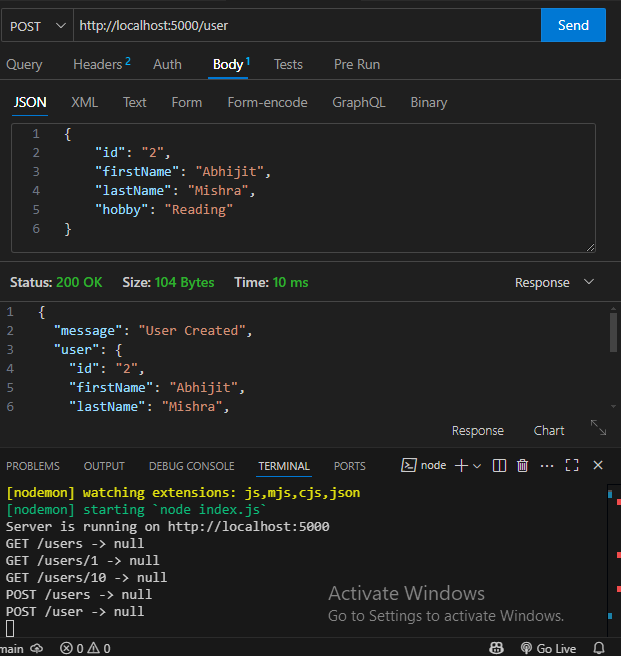 POST http://localhost:5000/user Send
Query Headers 2 Auth Body 1 Tests Pre Run
JSON XML Text Form Form-encode GraphQL Binary
1 {
2 "id": "2",
3 "firstName": "Abhijit",
4 "lastName": "Mishra",
5 "hobby": "Reading"
6 }
Status: 200 OK Size: 104 Bytes Time: 10 ms Response
1 {
2 "message": "User Created",
3 "user": {
4 "id": "2",
5 "firstName": "Abhijit",
6 "lastName": "Mishra",
Response Chart
PROBLEMS OUTPUT DEBUG CONSOLE TERMINAL PORTS node
[nodemon] watching extensions: js,mjs,cjs,json
[nodemon] starting `node index.js`
Server is running on http://localhost:5000
GET /users -> null
GET /users/1 -> null
GET /users/10 -> null
POST /users -> null
POST /user -> null
Activate Windows
Go to Settings to activate Windows.
main 0 0 Go Live